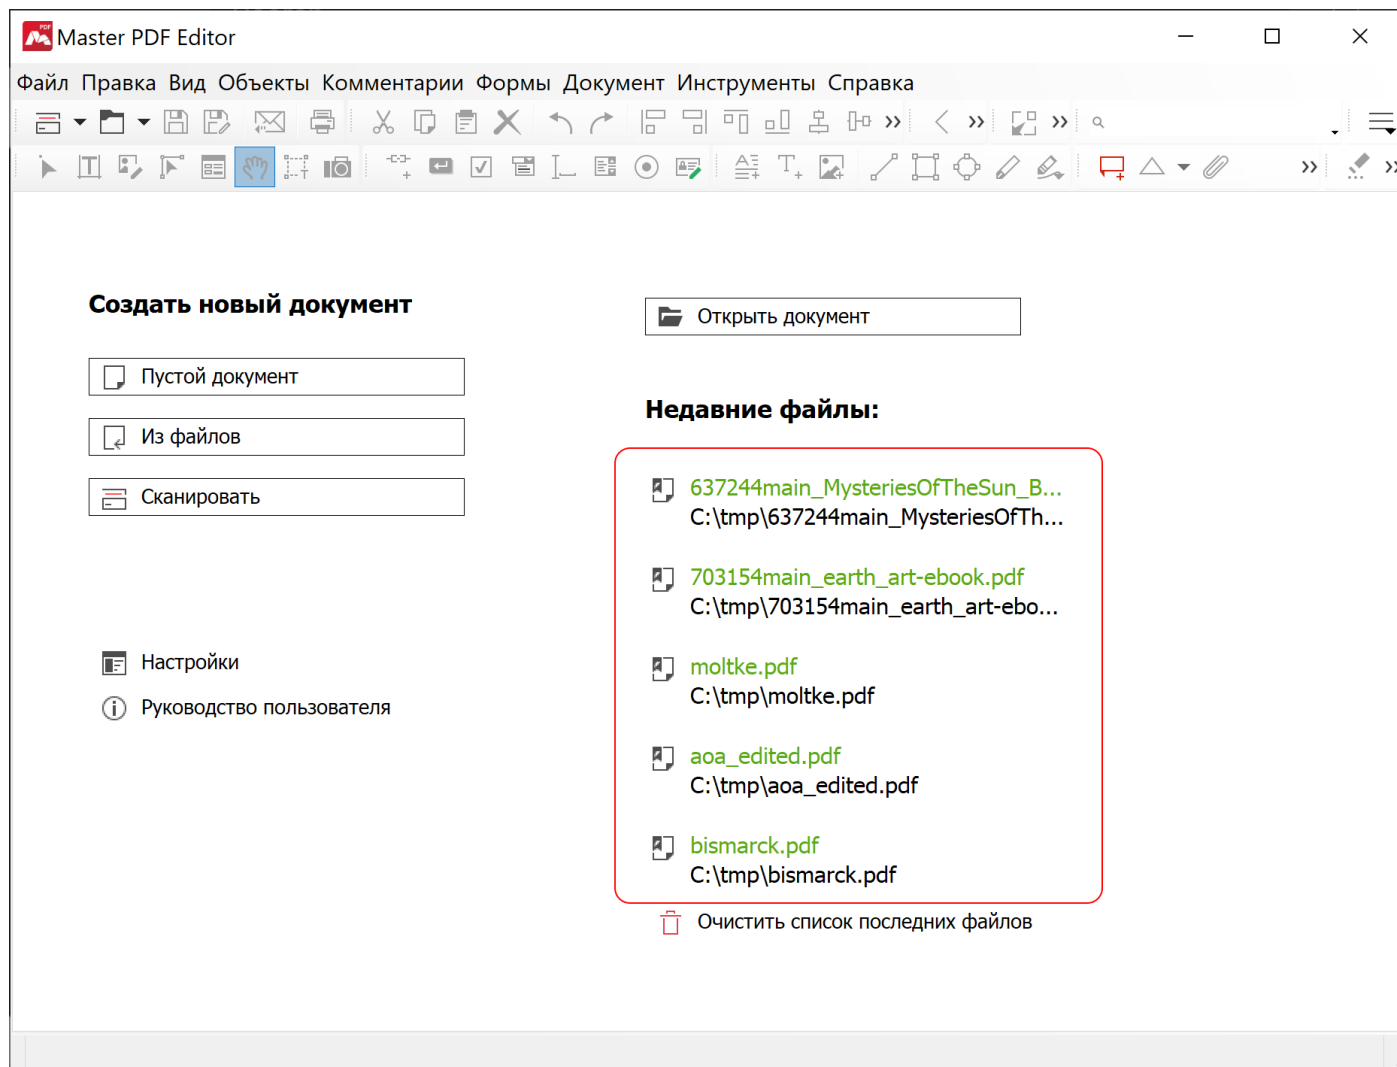 Master PDF Editor
Файл Правка Вид Объекты Комментарии Формы Документ Инструменты Справка
Создать новый документ
Пустой документ
Из файлов
Сканировать
Настройки
Руководство пользователя
Открыть документ
Недавние файлы:
637244main_MysteriesOfTheSun_B...
C:\tmp\637244main_MysteriesOfTh...
703154main_earth_art-ebook.pdf
C:\tmp\703154main_earth_art-ebo...
moltke.pdf
C:\tmp\moltke.pdf
aoa_edited.pdf
C:\tmp\aoa_edited.pdf
bismarck.pdf
C:\tmp\bismarck.pdf
Очистить список последних файлов